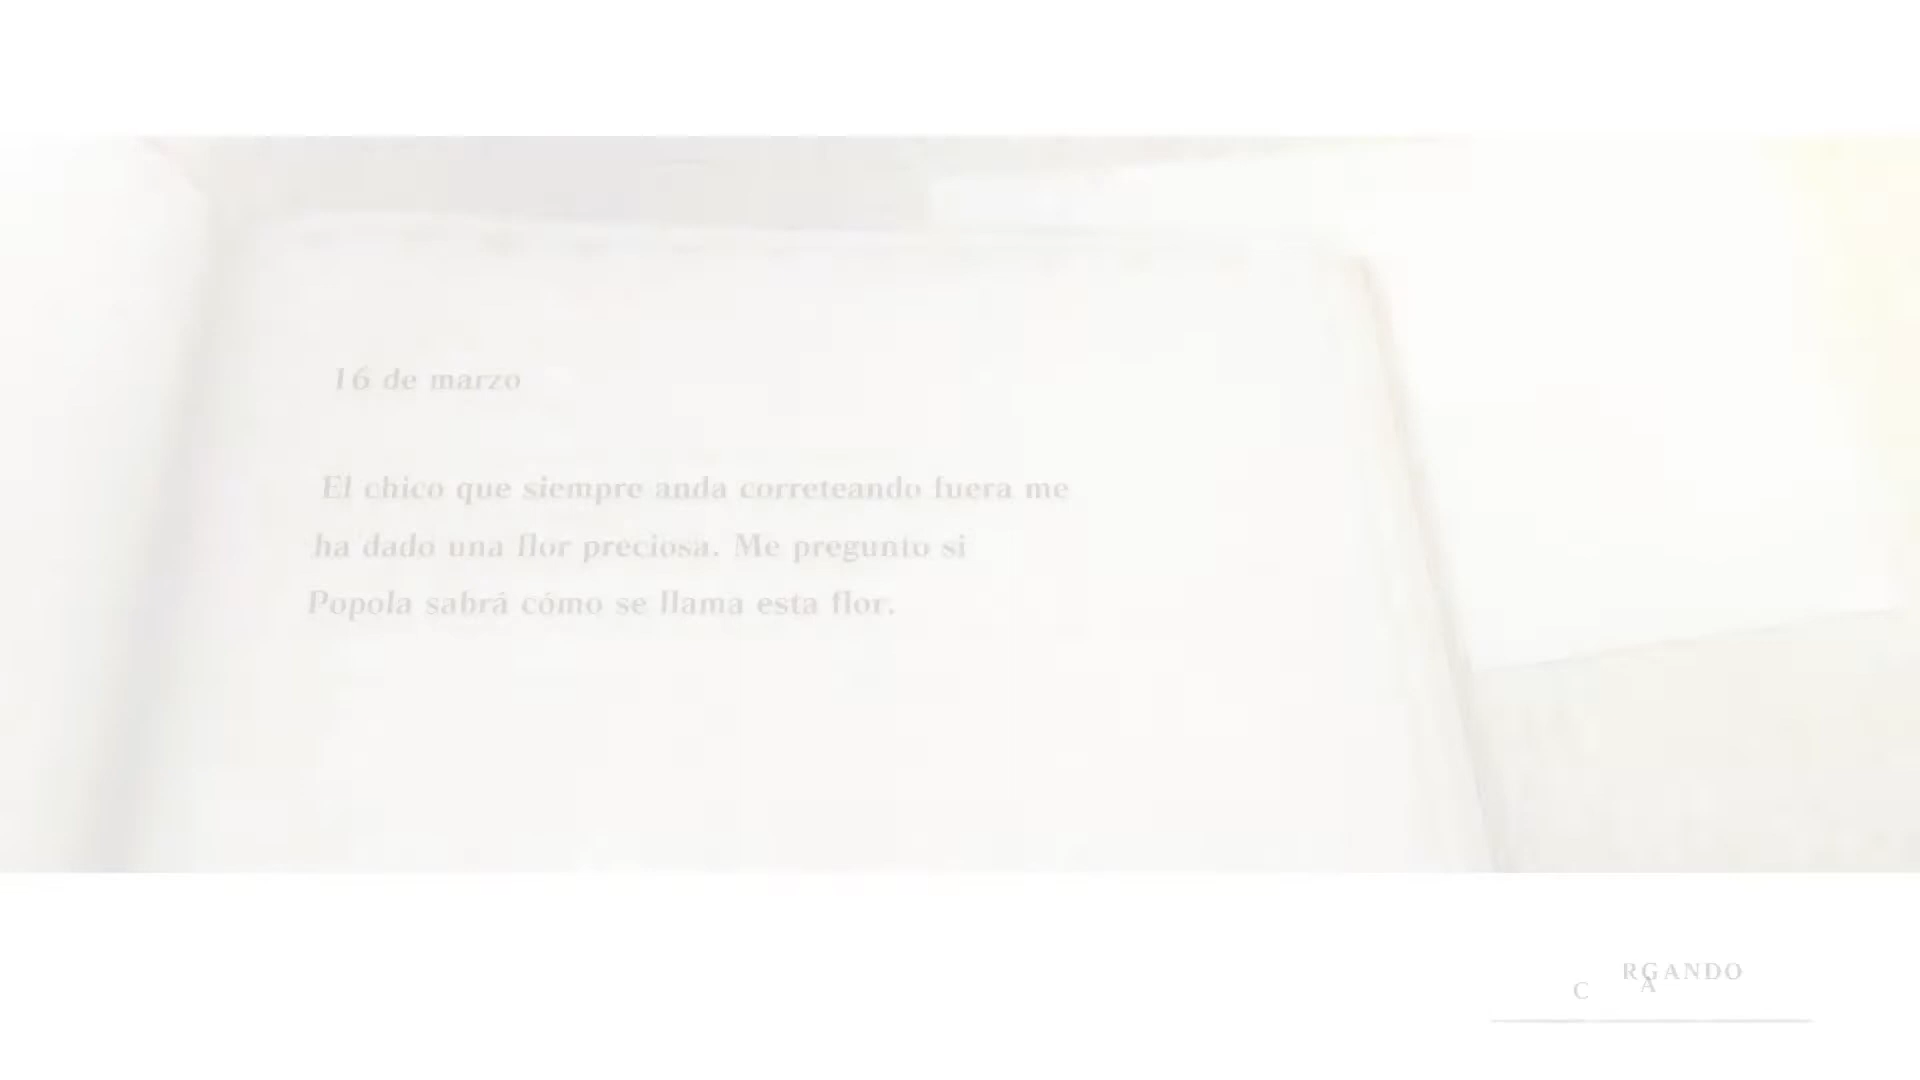 16 de marzo
El chico que siempre anda correteando fuera me
ha dado una flor preciosa. Me pregunto si
Popola sabrá cómo se llama esta flor.
CARGANDO